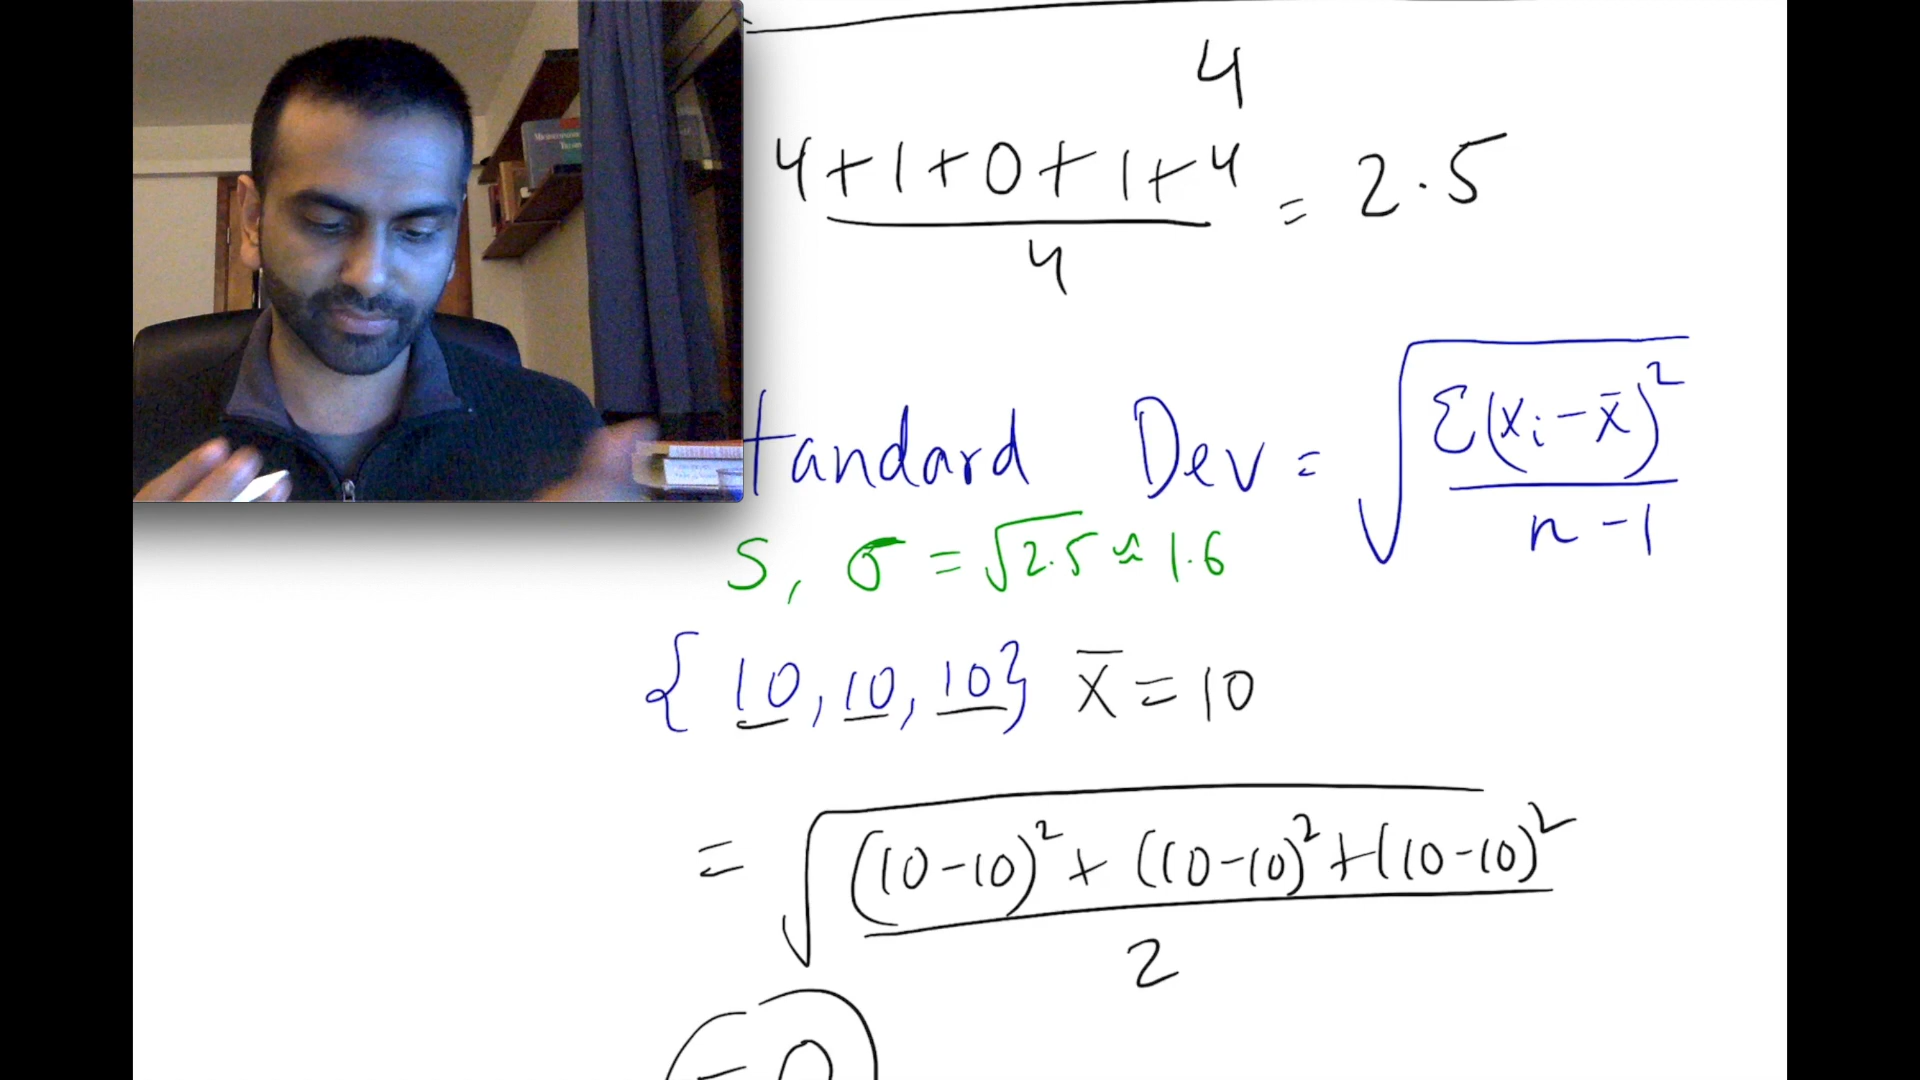 4
4+1+0+1+4
4
= 2.5
tandard Dev = √(Σ(xᵢ-x̄)²
n-1)
S, σ = √2.5 ≈ 1.6
{10, 10, 10} x̄ = 10
= √((10-10)² + (10-10)² + (10-10)²
2)
= 0